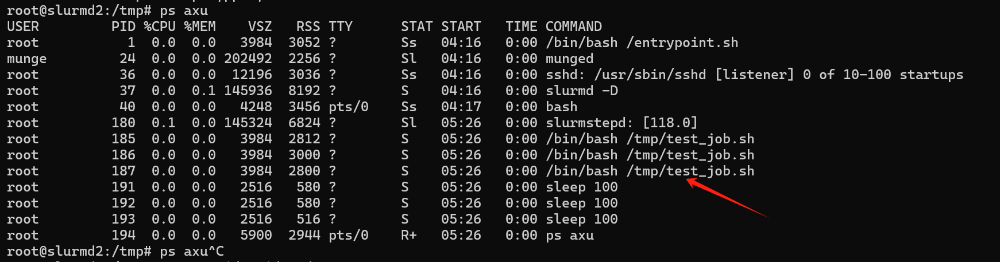 root@slurmd2:/tmp# ps axu
USER         PID %CPU %MEM    VSZ   RSS TTY      STAT START   TIME COMMAND
root           1  0.0  0.0   3984  3052 ?        Ss   04:16   0:00 /bin/bash /entrypoint.sh
munge         24  0.0  0.0 202492  2256 ?        Sl   04:16   0:00 munged
root          36  0.0  0.0  12196  3036 ?        Ss   04:16   0:00 sshd: /usr/sbin/sshd [listener] 0 of 10-100 startups
root          37  0.0  0.1 145936  8192 ?        S    04:16   0:00 slurmd -D
root          40  0.0  0.0   4248  3456 pts/0    Ss   04:17   0:00 bash
root         180  0.1  0.0 145324  6824 ?        Sl   05:26   0:00 slurmstepd: [118.0]
root         185  0.0  0.0   3984  2812 ?        S    05:26   0:00 /bin/bash /tmp/test_job.sh
root         186  0.0  0.0   3984  3000 ?        S    05:26   0:00 /bin/bash /tmp/test_job.sh
root         187  0.0  0.0   3984  2800 ?        S    05:26   0:00 /bin/bash /tmp/test_job.sh
root         191  0.0  0.0   2516   580 ?        S    05:26   0:00 sleep 100
root         192  0.0  0.0   2516   580 ?        S    05:26   0:00 sleep 100
root         193  0.0  0.0   2516   516 ?        S    05:26   0:00 sleep 100
root         194  0.0  0.0   5900  2944 pts/0    R+   05:26   0:00 ps axu
root@slurmd2:/tmp# ps axu^C